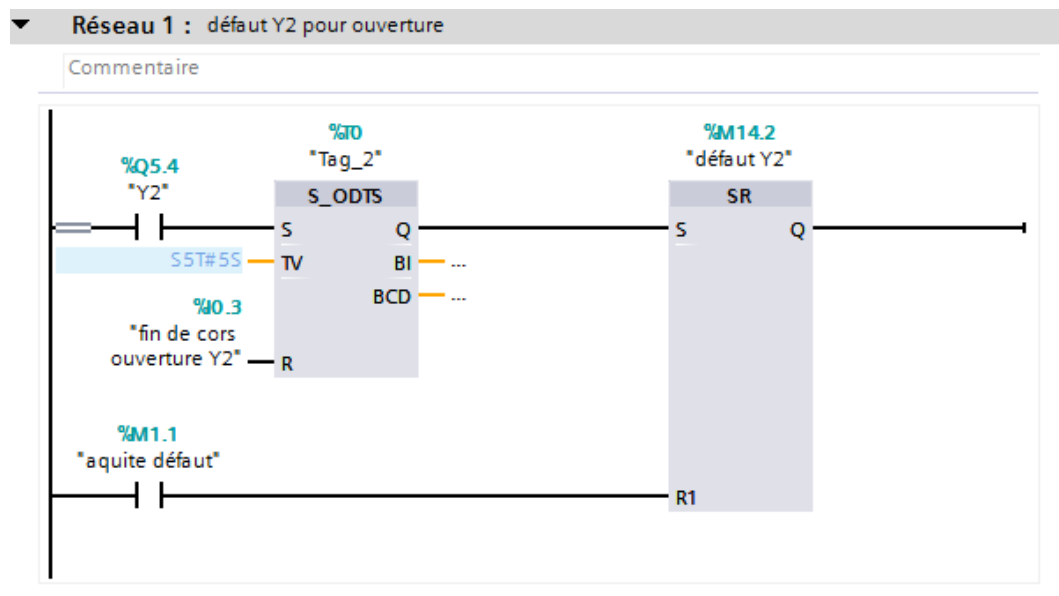 Réseau 1 : défaut Y2 pour ouverture
Commentaire
%T0
"Tag_2"
%M14.2
"défaut Y2"
%Q5.4
"Y2"
S_ODTS
SR
S Q
S Q
S5T#5S TV BI ...
BCD ...
%I0.3
"fin de cors
ouverture Y2" R
%M1.1
"aquite défaut"
R1